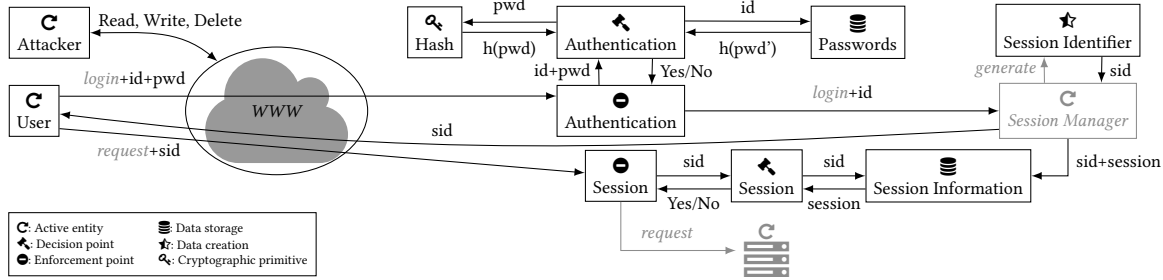 Attacker
Read, Write, Delete
pwd
Hash
h(pwd)
Authentication
id
h(pwd')
Passwords
Session Identifier
login+id+pwd
id+pwd
Yes/No
generate
sid
User
WWW
Authentication
login+id
Session Manager
sid
request+sid
sid+session
Session
sid
Yes/No
Session
sid
session
Session Information
request
: Active entity
: Data storage
: Decision point
: Data creation
: Enforcement point
: Cryptographic primitive